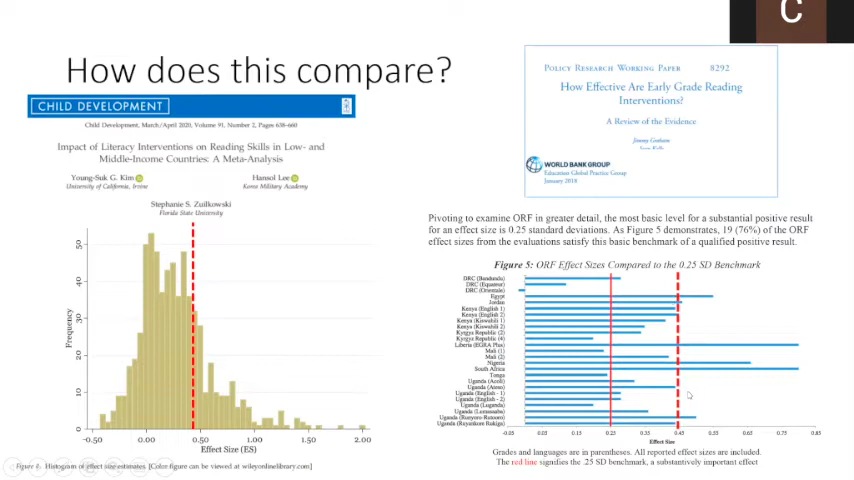 C
How does this compare?
CHILD DEVELOPMENT
Child Development, March/April 2020, Volume 91, Number 2, Pages 638–660
Impact of Literacy Interventions on Reading Skills in Low- and
Middle-Income Countries: A Meta-Analysis
Young-Suk G. Kim
University of California, Irvine
Hansol Lee
Korea Military Academy
Stephanie S. Zuilkowski
Florida State University
Frequency
50
40
30
20
10
0
-0.50 0.00 0.50 1.00 1.50 2.00
Effect Size (ES)
Figure 4. Histogram of effect size estimates. [Color figure can be viewed at wileyonlinelibrary.com]
POLICY RESEARCH WORKING PAPER 8292
How Effective Are Early Grade Reading
Interventions?
A Review of the Evidence
Jimmy Graham
WORLD BANK GROUP
Education Global Practice Group
January 2018
Pivoting to examine ORF in greater detail, the most basic level for a substantial positive result
for an effect size is 0.25 standard deviations. As Figure 5 demonstrates, 19 (76%) of the ORF
effect sizes from the evaluations satisfy this basic benchmark of a qualified positive result.
Figure 5: ORF Effect Sizes Compared to the 0.25 SD Benchmark
DRC (Bandundu)
DRC (Equateur)
DRC (Orientale)
Egypt
Jordan
Kenya (English 1)
Kenya (English 2)
Kenya (Kiswahili 1)
Kenya (Kiswahili 2)
Kyrgyz Republic (2)
Kyrgyz Republic (4)
Liberia (EGRA Plus)
Mali (1)
Mali (2)
Nigeria
South Africa
Tonga
Uganda (Acoli)
Uganda (Ateso)
Uganda (English - 1)
Uganda (English - 2)
Uganda (Luganda)
Uganda (Lumasaaba)
Uganda (Runyoro-Rutooro)
Uganda (Runyankore Rukiga)
-0.05 0.05 0.15 0.25 0.35 0.45 0.55 0.65 0.75 0.85
Effect Size
Grades and languages are in parentheses. All reported effect sizes are included.
The red line signifies the .25 SD benchmark, a substantively important effect